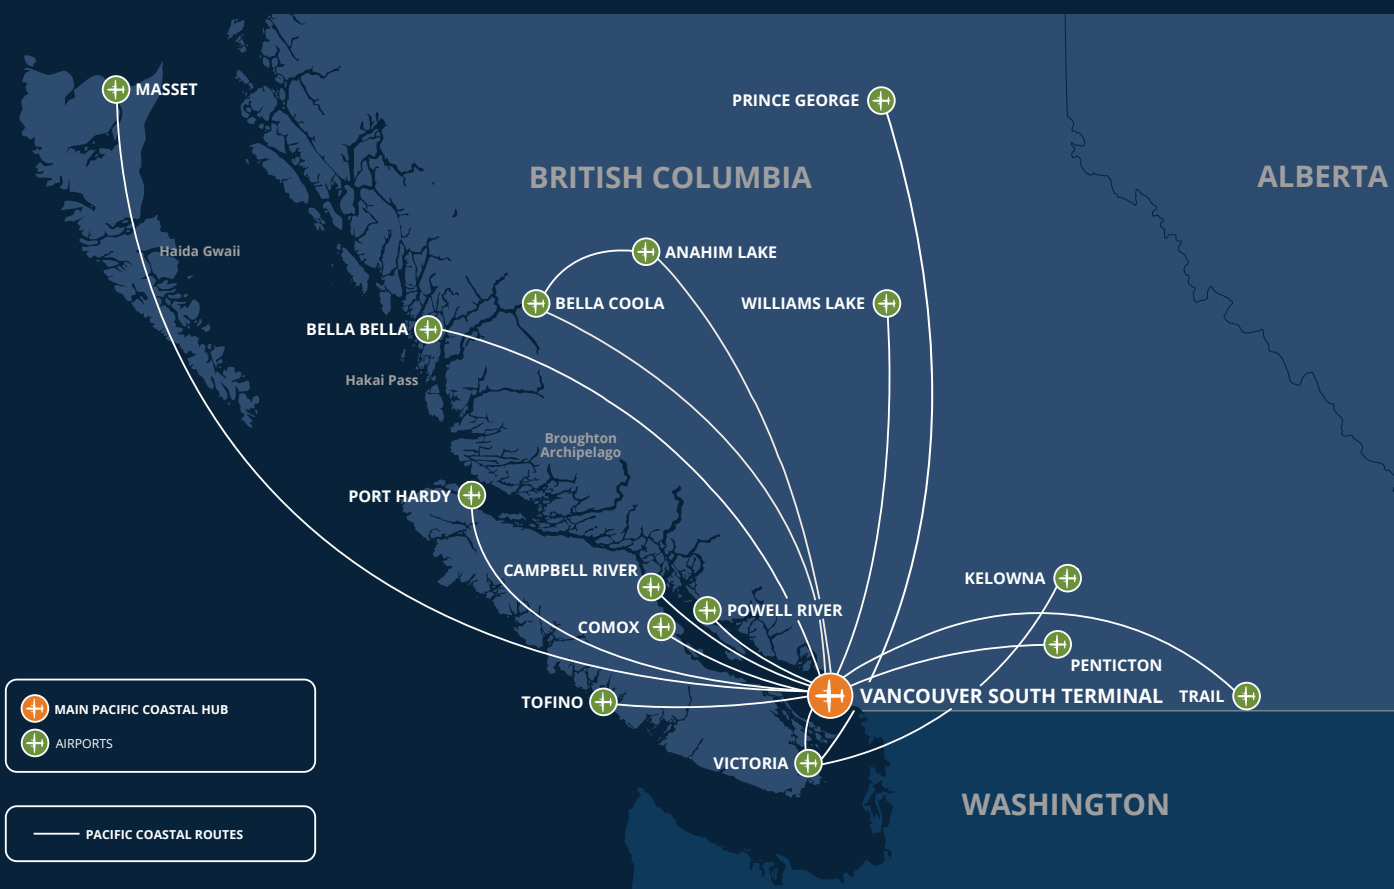 MASSET
PRINCE GEORGE
BRITISH COLUMBIA
ALBERTA
Haida Gwaii
ANAHIM LAKE
BELLA COOLA
WILLIAMS LAKE
BELLA BELLA
Hakai Pass
Broughton
Archipelago
PORT HARDY
CAMPBELL RIVER
KELOWNA
POWELL RIVER
COMOX
PENTICTON
TOFINO
VANCOUVER SOUTH TERMINAL
TRAIL
MAIN PACIFIC COASTAL HUB
AIRPORTS
VICTORIA
WASHINGTON
PACIFIC COASTAL ROUTES